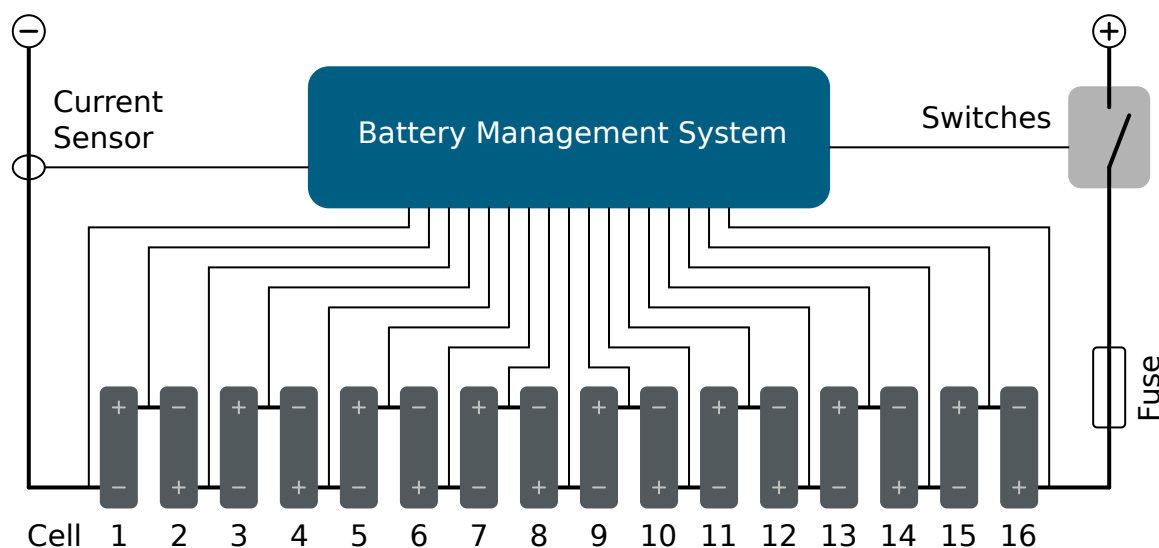 Current
Sensor
Battery Management System
Switches
Fuse
+ − + − + − + − + − + − + − + −
− + − + − + − + − + − + − + − +
Cell 1 2 3 4 5 6 7 8 9 10 11 12 13 14 15 16